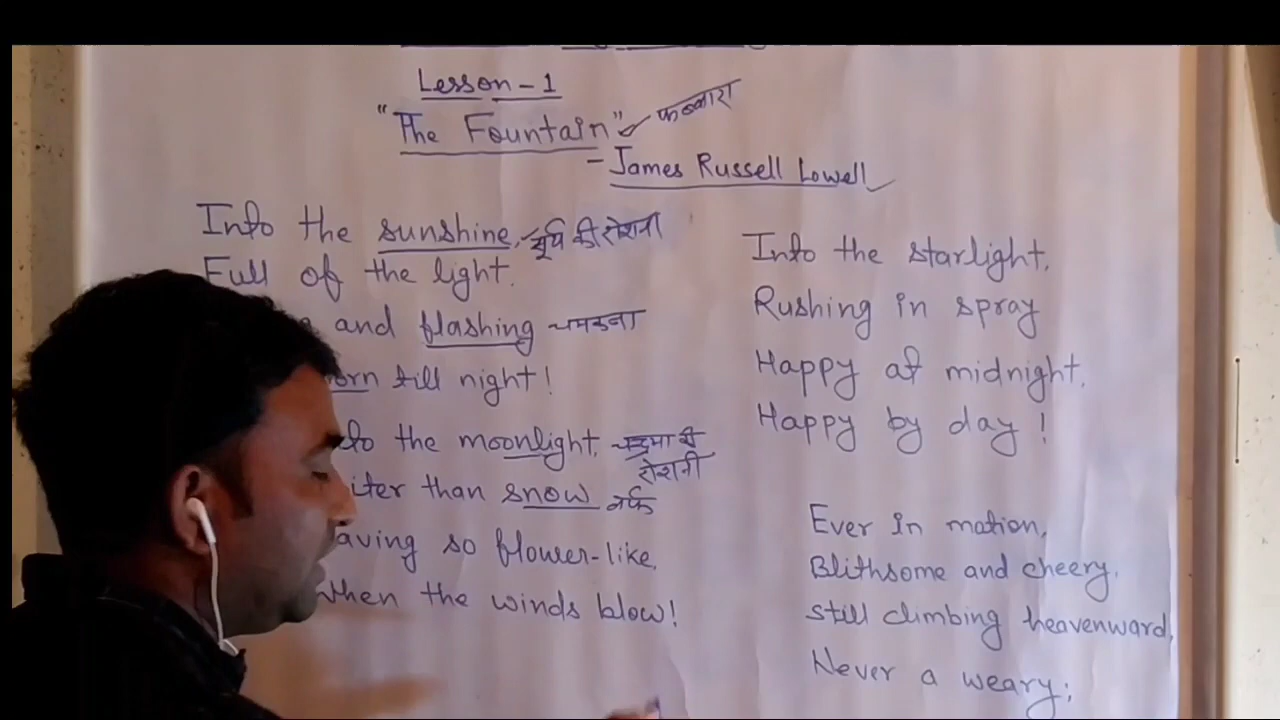 Lesson - 1
"The Fountain" फव्वारा
- James Russell Lowell
Into the sunshine, सूर्य की रोशनी
Full of the light.
and flashing चमकना
till night!
the moonlight, चन्द्रमा की
रोशनी
than snow बर्फ
so flower-like,
When the winds blow!
Into the starlight,
Rushing in spray
Happy at midnight,
Happy by day!
Ever in motion,
Blithsome and cheery,
Still climbing heavenward,
Never a weary;